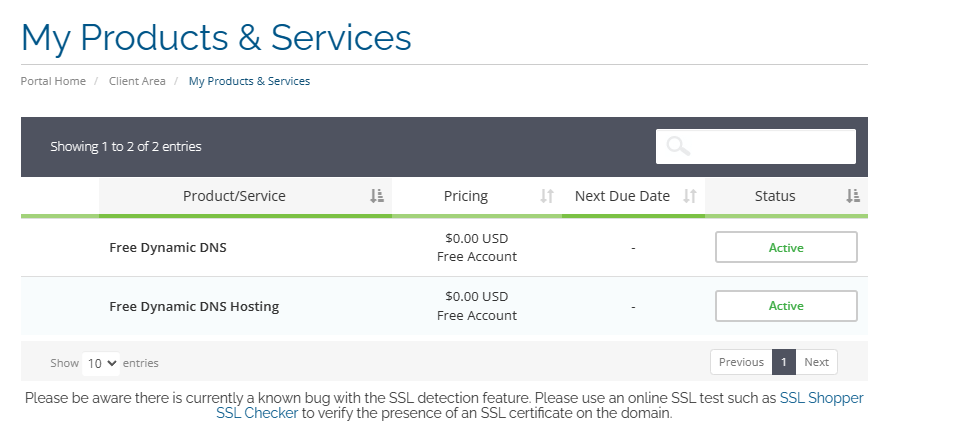 My Products & Services
Portal Home / Client Area / My Products & Services
Showing 1 to 2 of 2 entries
Product/Service Pricing Next Due Date Status
Free Dynamic DNS $0.00 USD - Active
Free Account
Free Dynamic DNS Hosting $0.00 USD - Active
Free Account
Show 10 entries Previous 1 Next
Please be aware there is currently a known bug with the SSL detection feature. Please use an online SSL test such as SSL Shopper
SSL Checker to verify the presence of an SSL certificate on the domain.